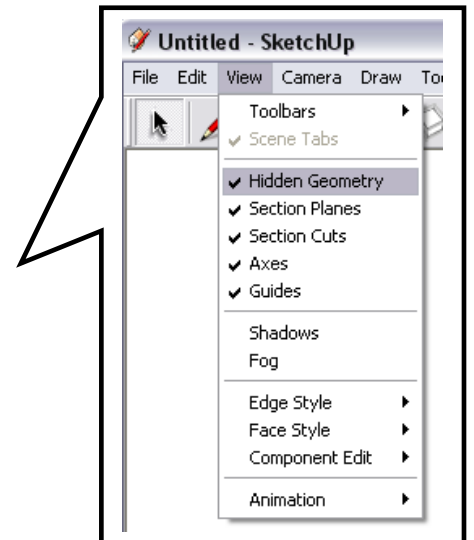 Untitled - SketchUp
File Edit View Camera Draw
Toolbars
Scene Tabs
Hidden Geometry
Section Planes
Section Cuts
Axes
Guides
Shadows
Fog
Edge Style
Face Style
Component Edit
Animation